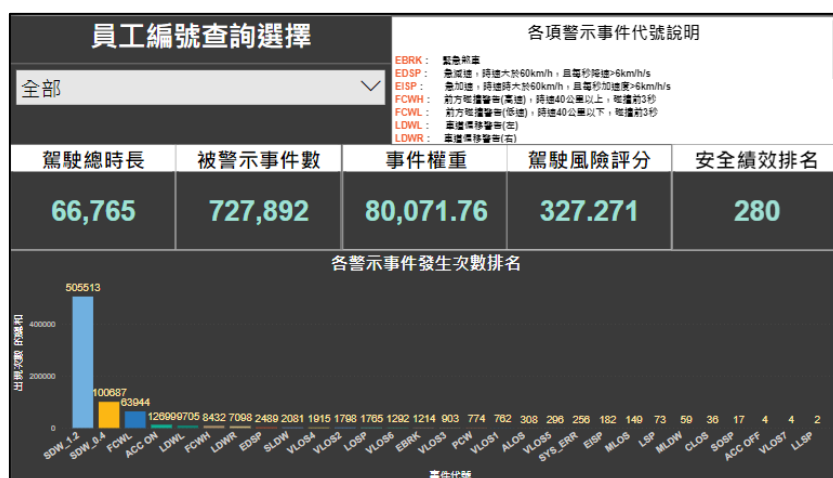 員工編號查詢選擇
全部
各項警示事件代號說明
EBRK： 緊急煞車
EDSP： 急減速，時速大於60km/h，且每秒降速>6km/h/s
EISP： 急加速，時速時大於60km/h，且每秒加速度>6km/h/s
FCWH： 前方碰撞警告(高速)，時速40公里以上，碰撞前3秒
FCWL： 前方碰撞警告(低速)，時速40公里以下，碰撞前3秒
LDWL： 車道偏移警告(左)
LDWR： 車道偏移警告(右)
駕駛總時長 被警示事件數 事件權重 駕駛風險評分 安全績效排名
66,765 727,892 80,071.76 327.271 280
各警示事件發生次數排名
出現次數 的總和
400000
200000
0
505513 100687 63944 12699 9705 8432 7098 2489 2081 1915 1798 1765 1292 1214 903 774 762 308 296 256 182 149 73 59 36 17 4 4 2
SDW_1.2 SDW_0.4 FCWL ACC ON LDWL FCWH LDWR EDSP SLDW VLOS4 VLOS2 LOSP VLOS6 EBRK VLOS3 PCW VLOS1 ALOS VLOS5 SYS_ERR EISP MLOS LSP MLDW CLOS SOSP ACC OFF VLOS7 LLSP
事件代號